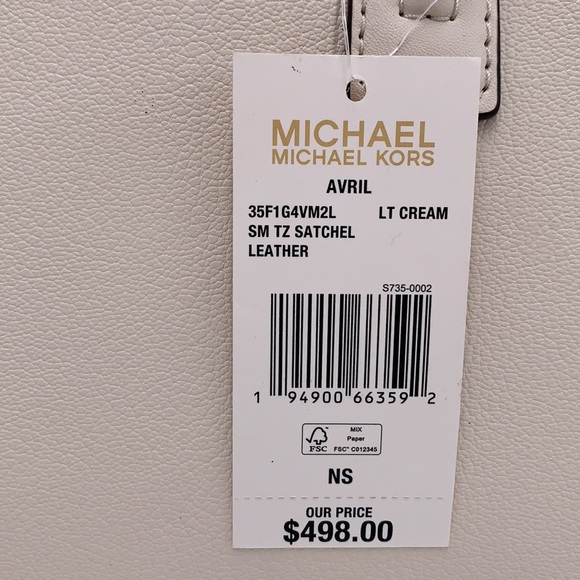 MICHAEL
MICHAEL KORS
AVRIL
35F1G4VM2L LT CREAM
SM TZ SATCHEL
LEATHER
S735-0002
1 94900 66359 2
FSC
MIX
Paper
FSC™ C012345
NS
OUR PRICE
$498.00